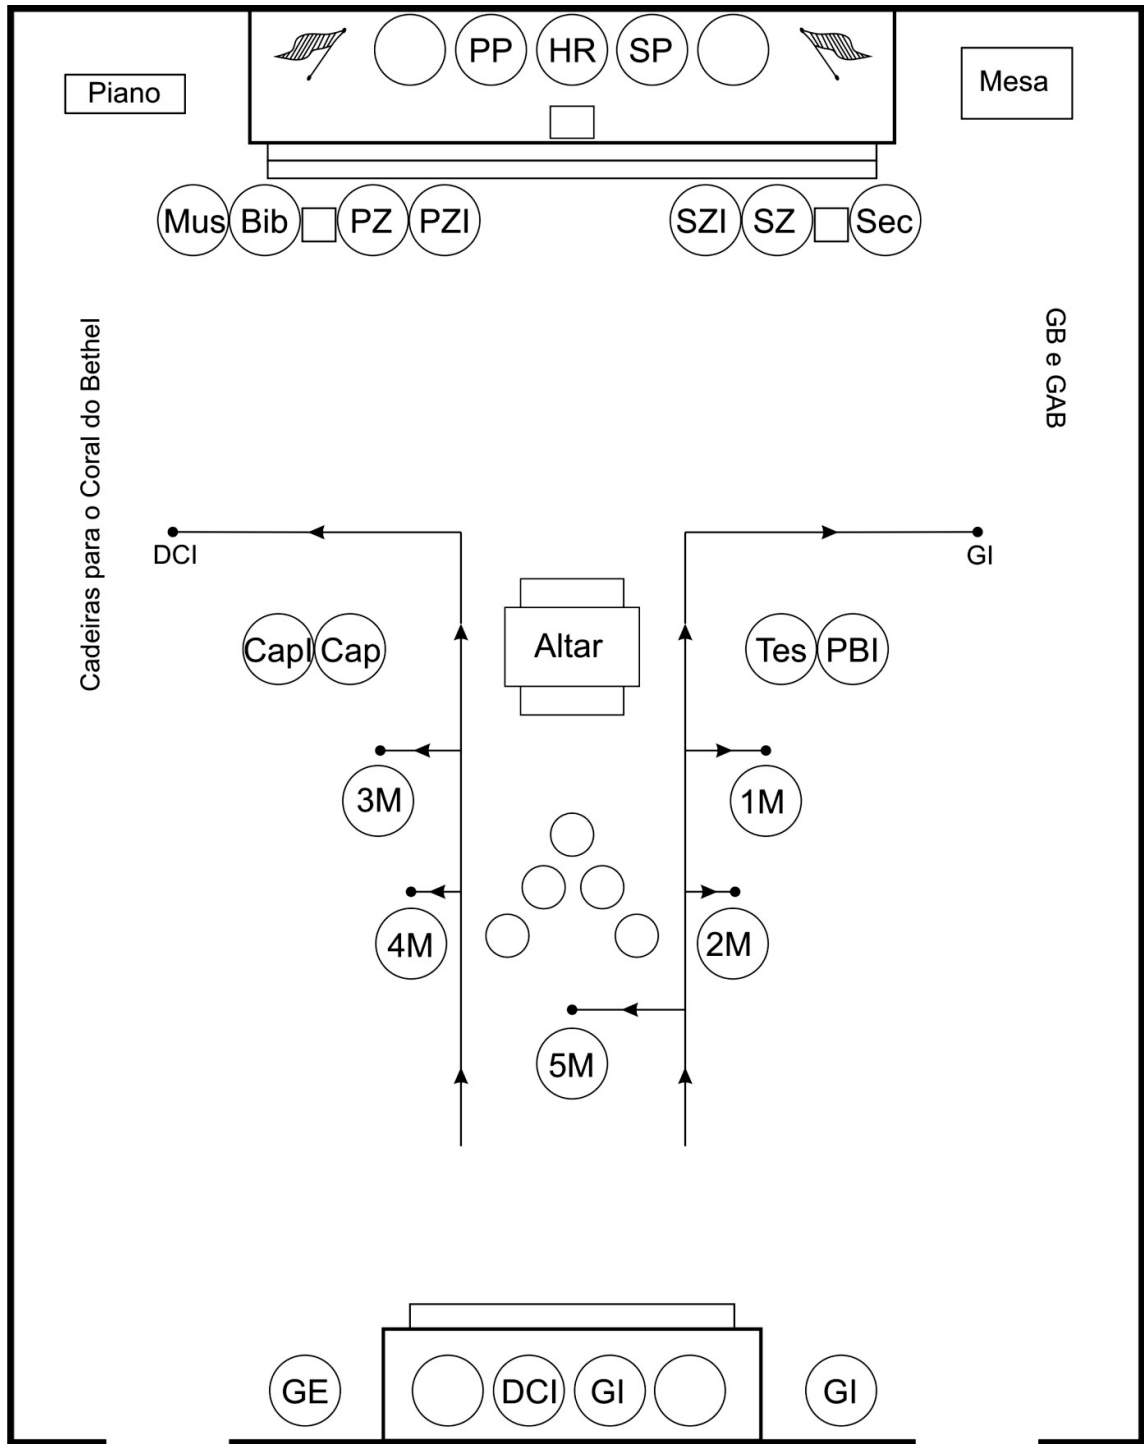 PP HR SP
Piano
Mesa
Mus Bib PZ PZI SZI SZ Sec
Cadeiras para o Coral do Bethel
GB e GAB
DCI
GI
CapI Cap Altar Tes PBI
3M 1M
4M 2M
5M
GE DCI GI GI